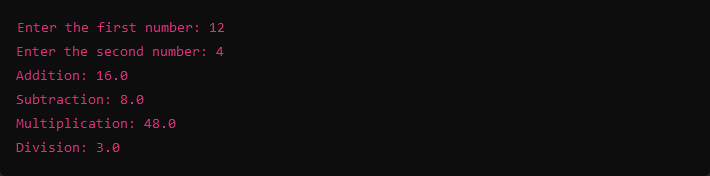 Enter the first number: 12
Enter the second number: 4
Addition: 16.0
Subtraction: 8.0
Multiplication: 48.0
Division: 3.0